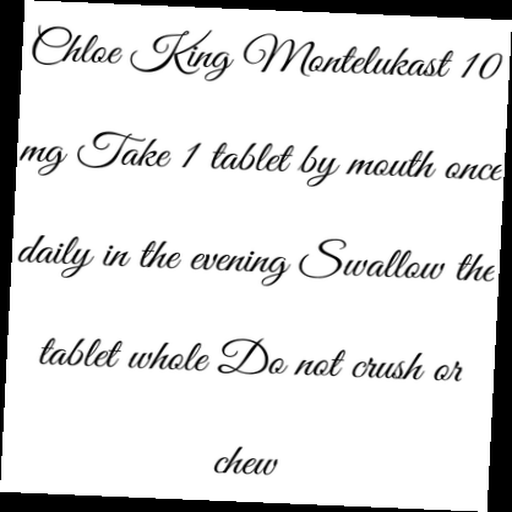 Chloe King Montelukast 10
mg Take 1 tablet by mouth once
daily in the evening Swallow the
tablet whole Do not crush or
chew